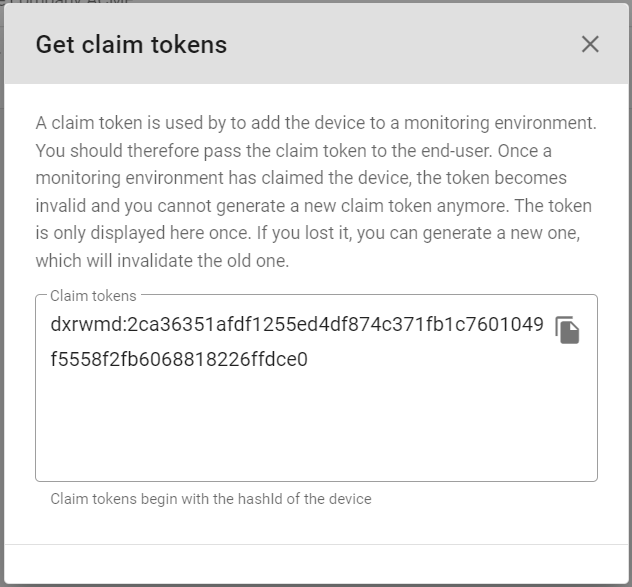 Get claim tokens
A claim token is used by to add the device to a monitoring environment.
You should therefore pass the claim token to the end-user. Once a
monitoring environment has claimed the device, the token becomes
invalid and you cannot generate a new claim token anymore. The token
is only displayed here once. If you lost it, you can generate a new one,
which will invalidate the old one.
Claim tokens
dxrwmd:2ca36351afdf1255ed4df874c371fb1c7601049
f5558f2fb6068818226ffdce0
Claim tokens begin with the hashId of the device